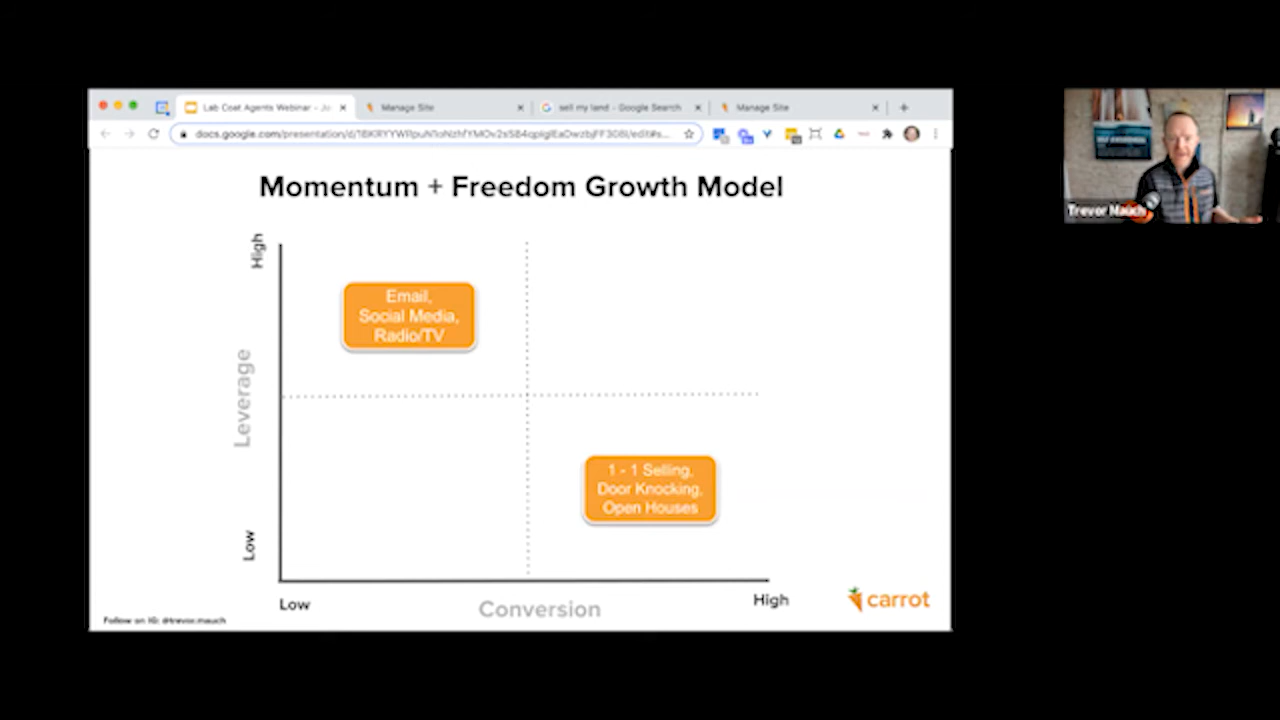 Lab Coat Agents Webinar - Jo
Manage Site
sell my land - Google Search
Manage Site
Momentum + Freedom Growth Model
High
Email,
Social Media,
Radio/TV
Leverage
1 - 1 Selling,
Door Knocking,
Open Houses
Low
Low
Conversion
High
carrot
Follow on IG: @trevor.mauch
Trevor Mauch